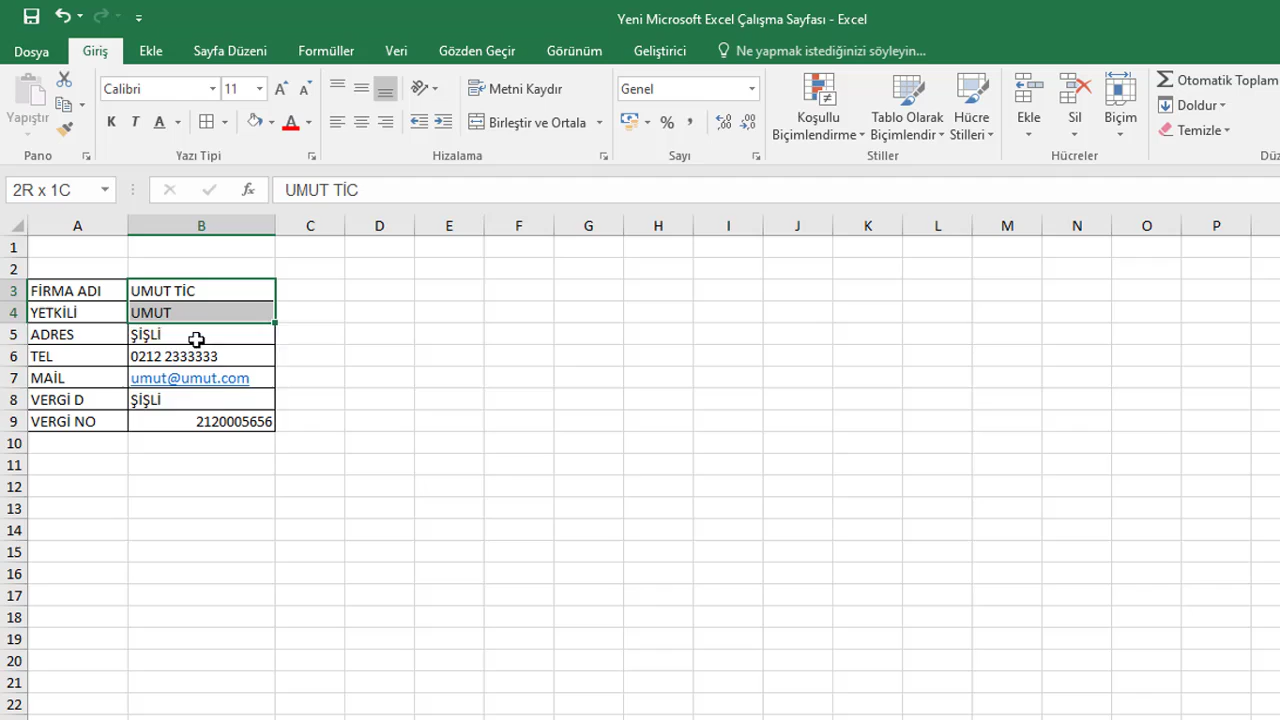 Yeni Microsoft Excel Çalışma Sayfası - Excel
Dosya Giriş Ekle Sayfa Düzeni Formüller Veri Gözden Geçir Görünüm Geliştirici Ne yapmak istediğinizi söyleyin...
Yapıştır
Calibri 11
K T A A A A
Metni Kaydır
Birleştir ve Ortala
Genel
%
Koşullu Biçimlendirme
Tablo Olarak Biçimlendir
Hücre Stilleri
Ekle
Sil
Biçim
Otomatik Toplam
Doldur
Temizle
Pano Yazı Tipi Hizalama Sayı Stiller Hücreler
2R x 1C fx UMUT TİC
A B C D E F G H I J K L M N O P
1
2
3 FİRMA ADI UMUT TİC
4 YETKİLİ UMUT
5 ADRES ŞİŞLİ
6 TEL 0212 2333333
7 MAİL umut@umut.com
8 VERGİ D ŞİŞLİ
9 VERGİ NO 2120005656
10
11
12
13
14
15
16
17
18
19
20
21
22